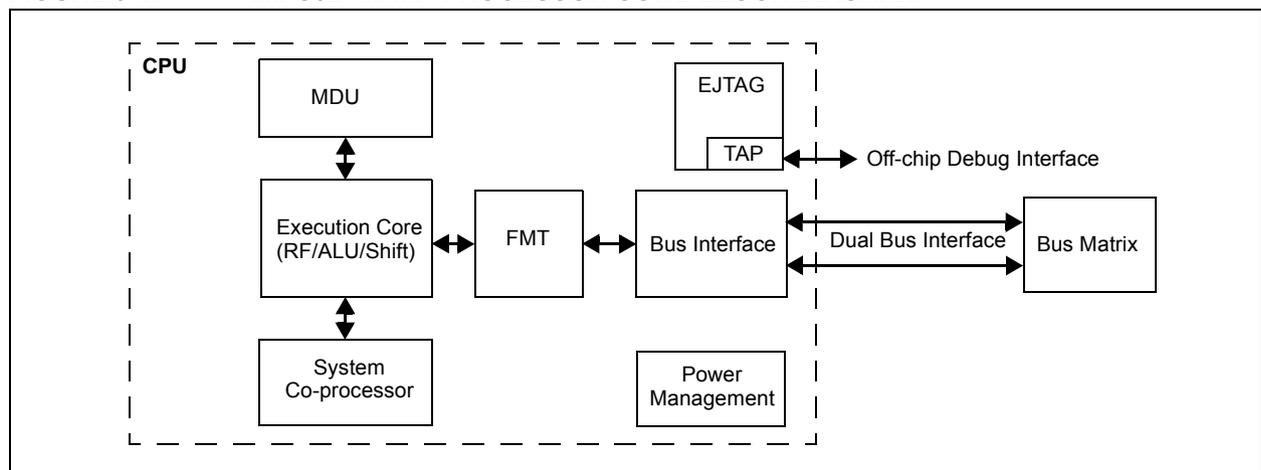 CPU
MDU
EJTAG
TAP
Off-chip Debug Interface
Execution Core
(RF/ALU/Shift)
FMT
Bus Interface
Dual Bus Interface
Bus Matrix
System
Co-processor
Power
Management